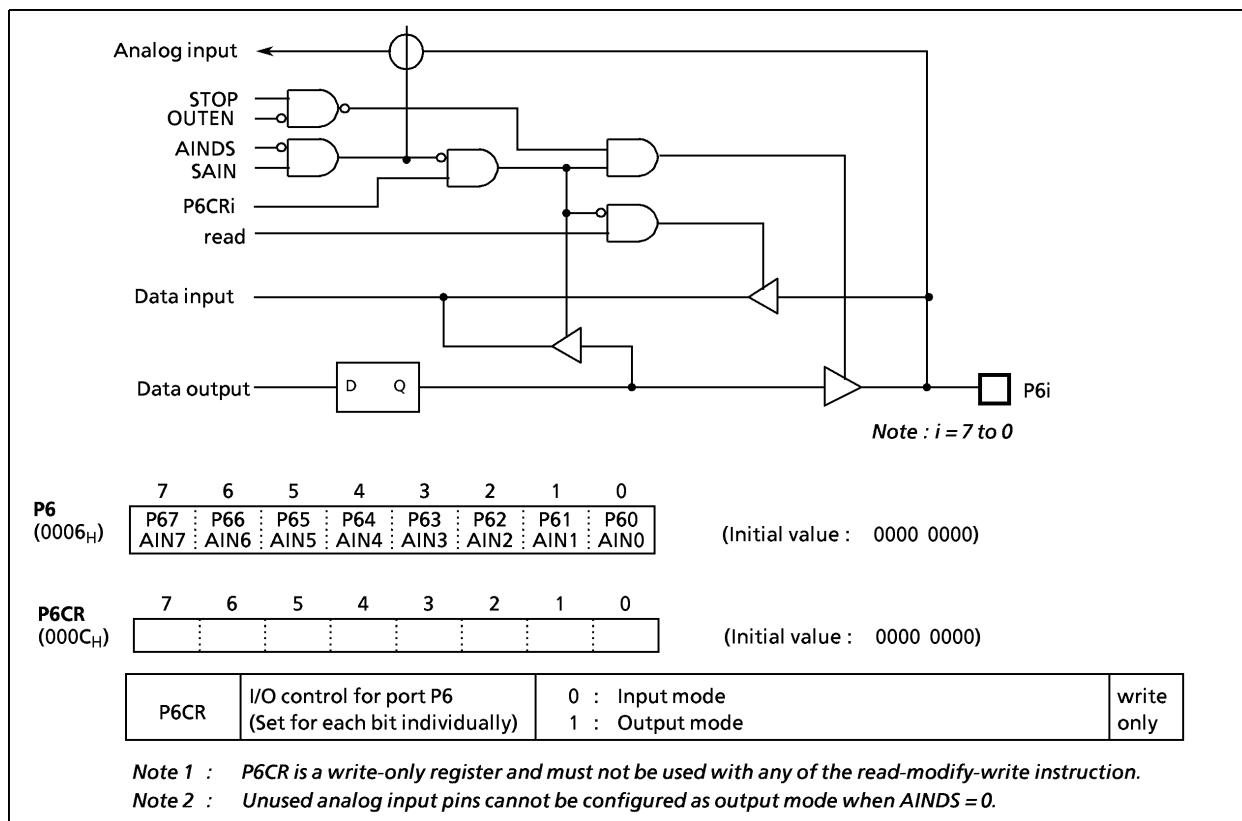 Analog input
STOP
OUTEN
AINDS
SAIN
P6CRi
read
Data input
Data output
D Q
P6i
Note : i = 7 to 0
7 6 5 4 3 2 1 0
P6
(0006H)
P67 P66 P65 P64 P63 P62 P61 P60
AIN7 AIN6 AIN5 AIN4 AIN3 AIN2 AIN1 AIN0
(Initial value : 0000 0000)
7 6 5 4 3 2 1 0
P6CR
(000CH)
(Initial value : 0000 0000)
P6CR
I/O control for port P6
(Set for each bit individually)
0 : Input mode
1 : Output mode
write
only
Note 1 : P6CR is a write-only register and must not be used with any of the read-modify-write instruction.
Note 2 : Unused analog input pins cannot be configured as output mode when AINDS = 0.